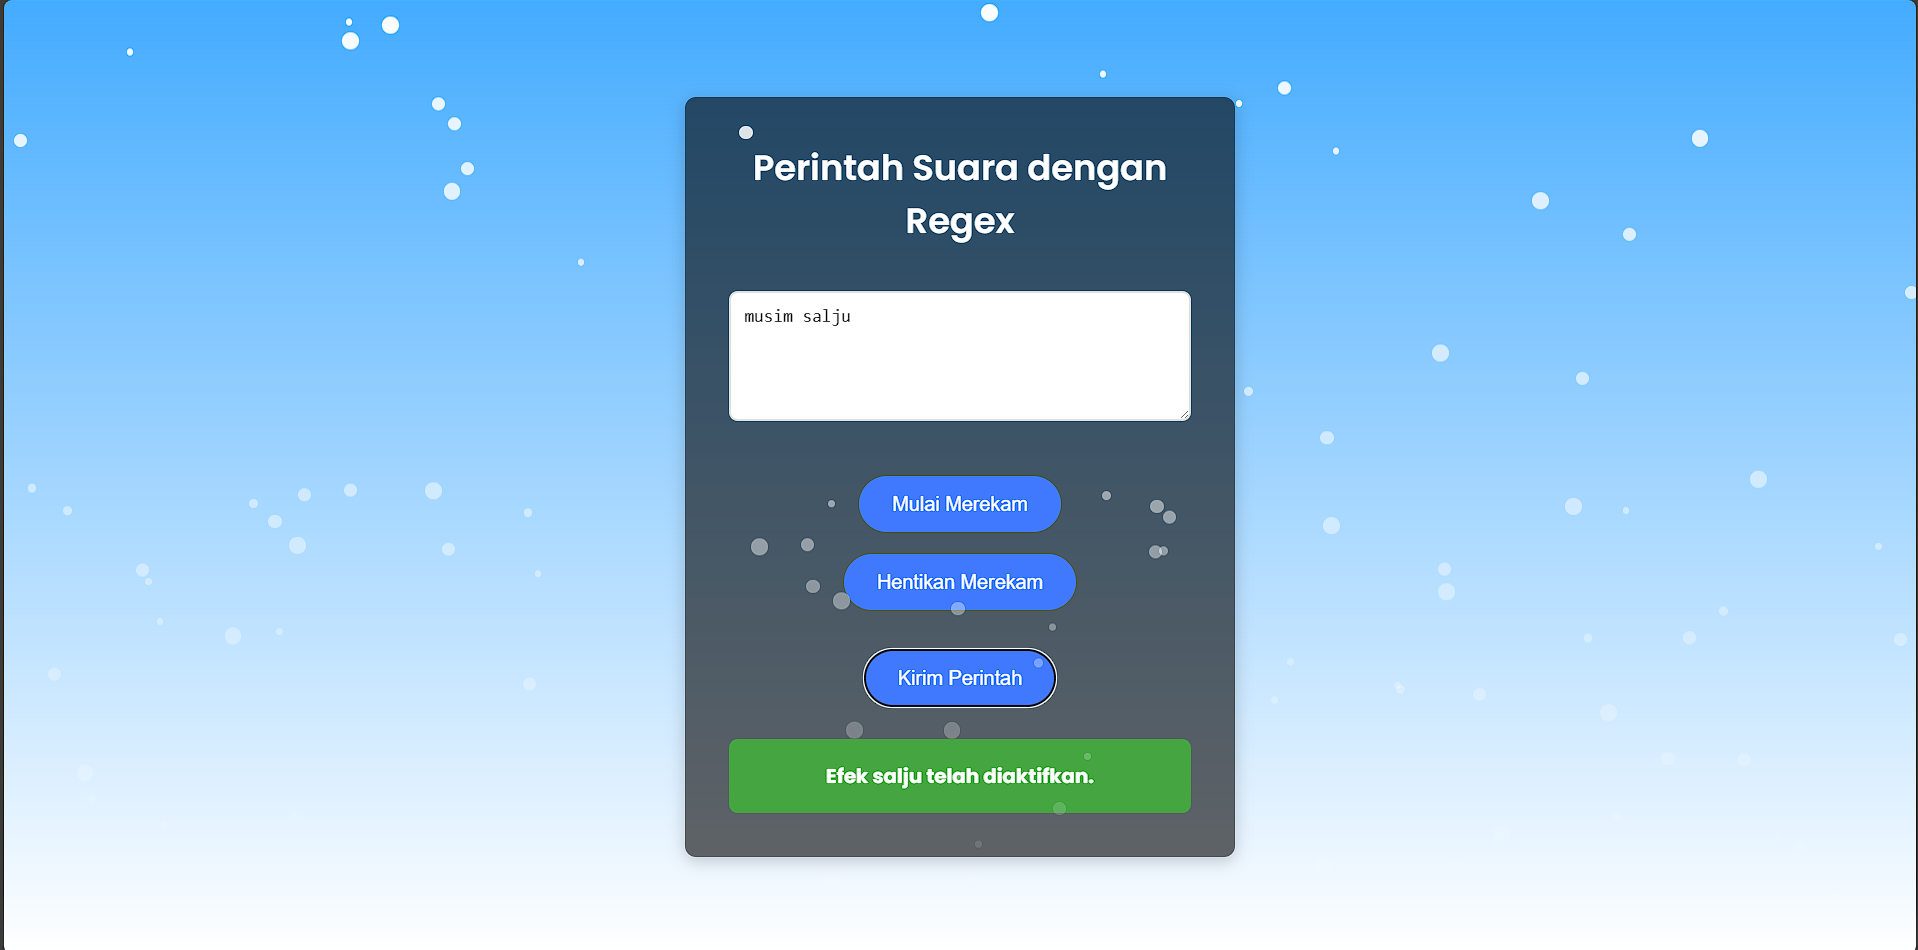 Perintah Suara dengan
Regex
musim salju
Mulai Merekam
Hentikan Merekam
Kirim Perintah
Efek salju telah diaktifkan.